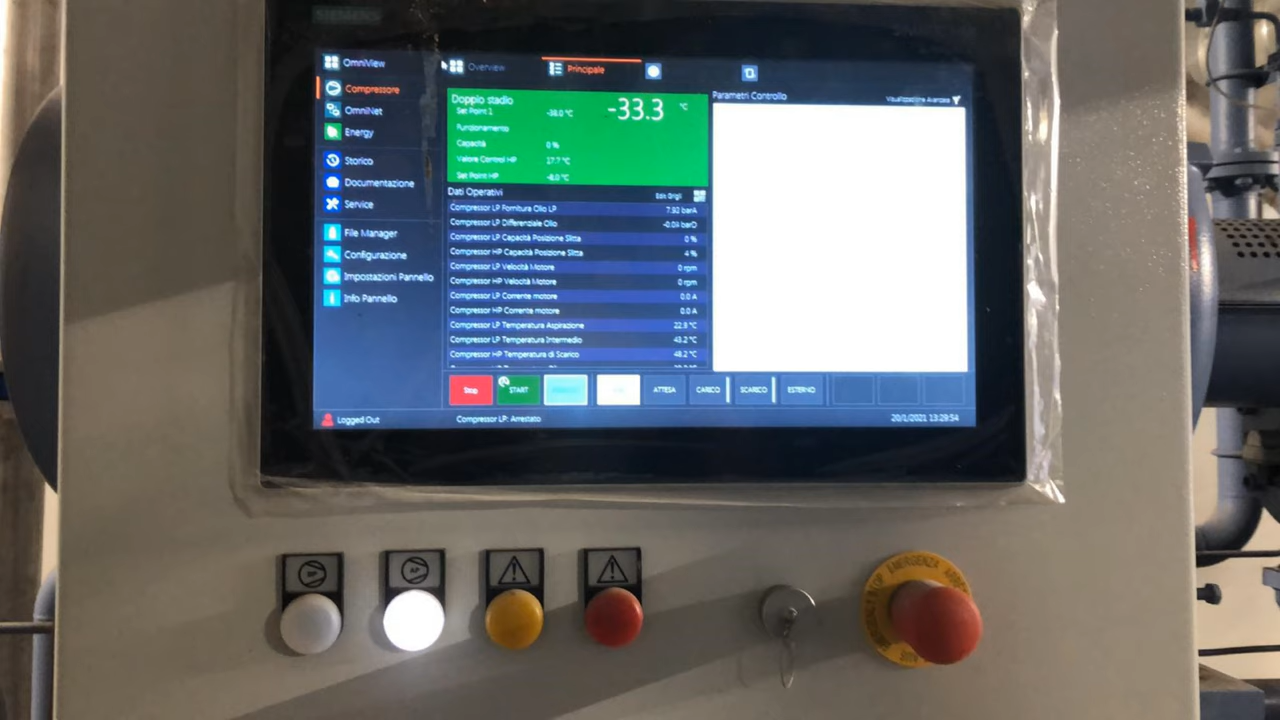 SIEMENS
OmniView
Compressore
OmniNet
Energy
Storico
Documentazione
Service
File Manager
Configurazione
Impostazioni Pannello
Info Pannello
Overview
Principale
Doppio stadio
Set Point 1 -38.0 °C
-33.3 °C
Funzionamento
Capacità 0 %
Valore Control HP 17.7 °C
Set Point HP -8.0 °C
Dati Operativi
Compressor LP Fornitura Olio LP 7.92 barA
Compressor LP Differenziale Olio
Compressor LP Capacità Posizione Slitta 0 %
Compressor HP Capacità Posizione Slitta 4 %
Compressor LP Velocità Motore 0 rpm
Compressor HP Velocità Motore 0 rpm
Compressor LP Corrente motore 0.0 A
Compressor HP Corrente motore 0.0 A
Compressor LP Temperatura Aspirazione 22.9 °C
Compressor LP Temperatura Intermedio 43.2 °C
Compressor HP Temperatura di Scarico 48.2 °C
Parametri Controllo
Visualizzazione Avanzata
Stop
START
ATTESA
CARICO
SCARICO
ESTERNO
Logged Out
Compressor LP: Arrestato
20/1/2021 13:29:54
BP
AP
EMERGENZA